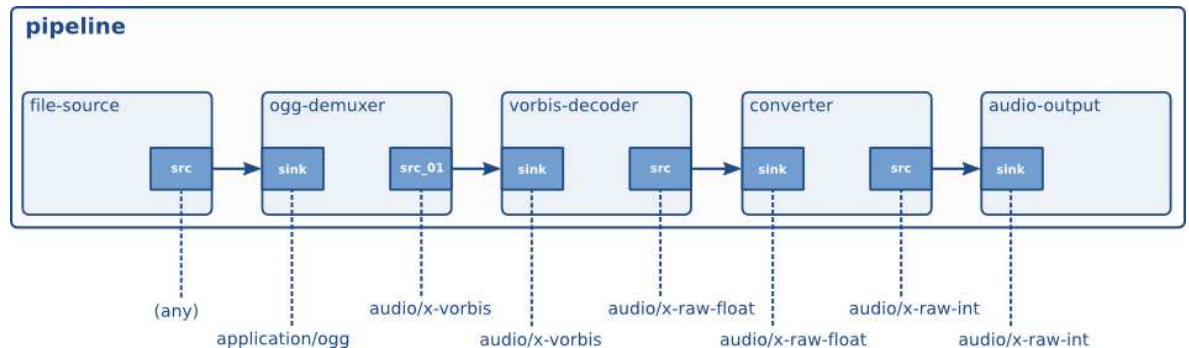 pipeline
file-source
ogg-demuxer
vorbis-decoder
converter
audio-output
src
sink
src_01
sink
src
sink
src
sink
(any)
application/ogg
audio/x-vorbis
audio/x-vorbis
audio/x-raw-float
audio/x-raw-float
audio/x-raw-int
audio/x-raw-int